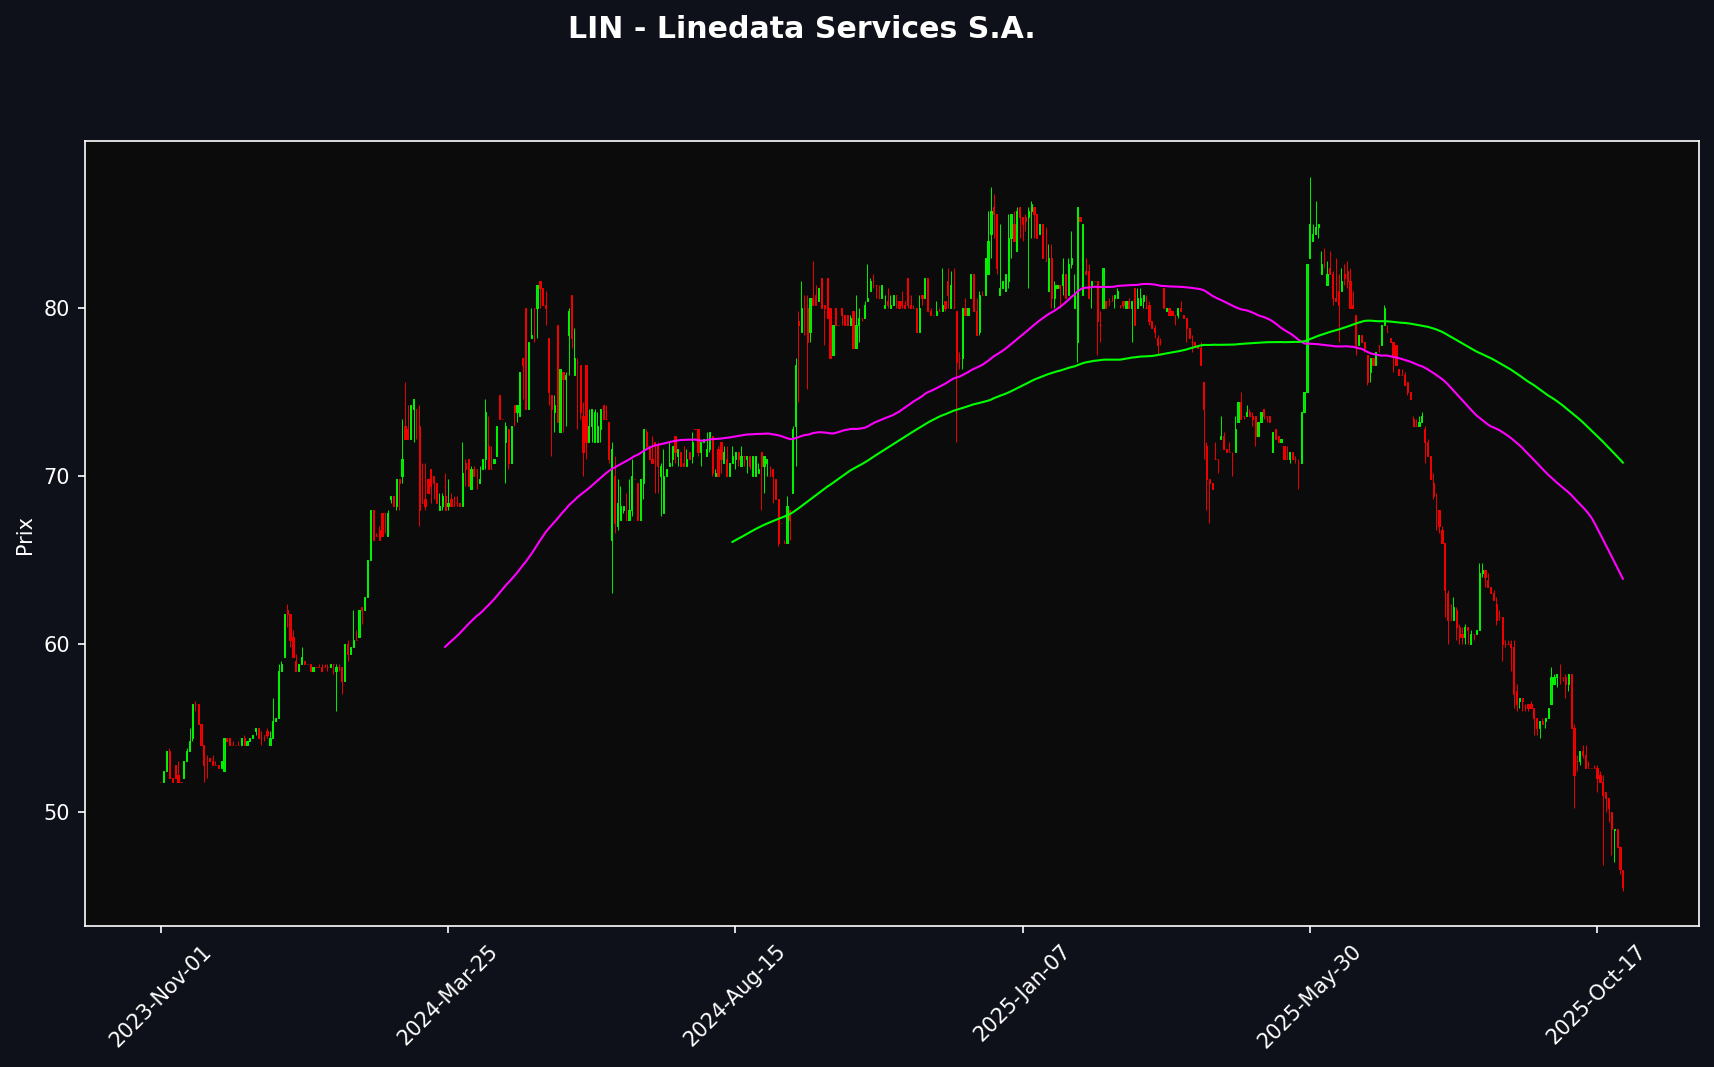 LIN - Linedata Services S.A.
Prix
80
70
60
50
2023-Nov-01
2024-Mar-25
2024-Aug-15
2025-Jan-07
2025-May-30
2025-Oct-17